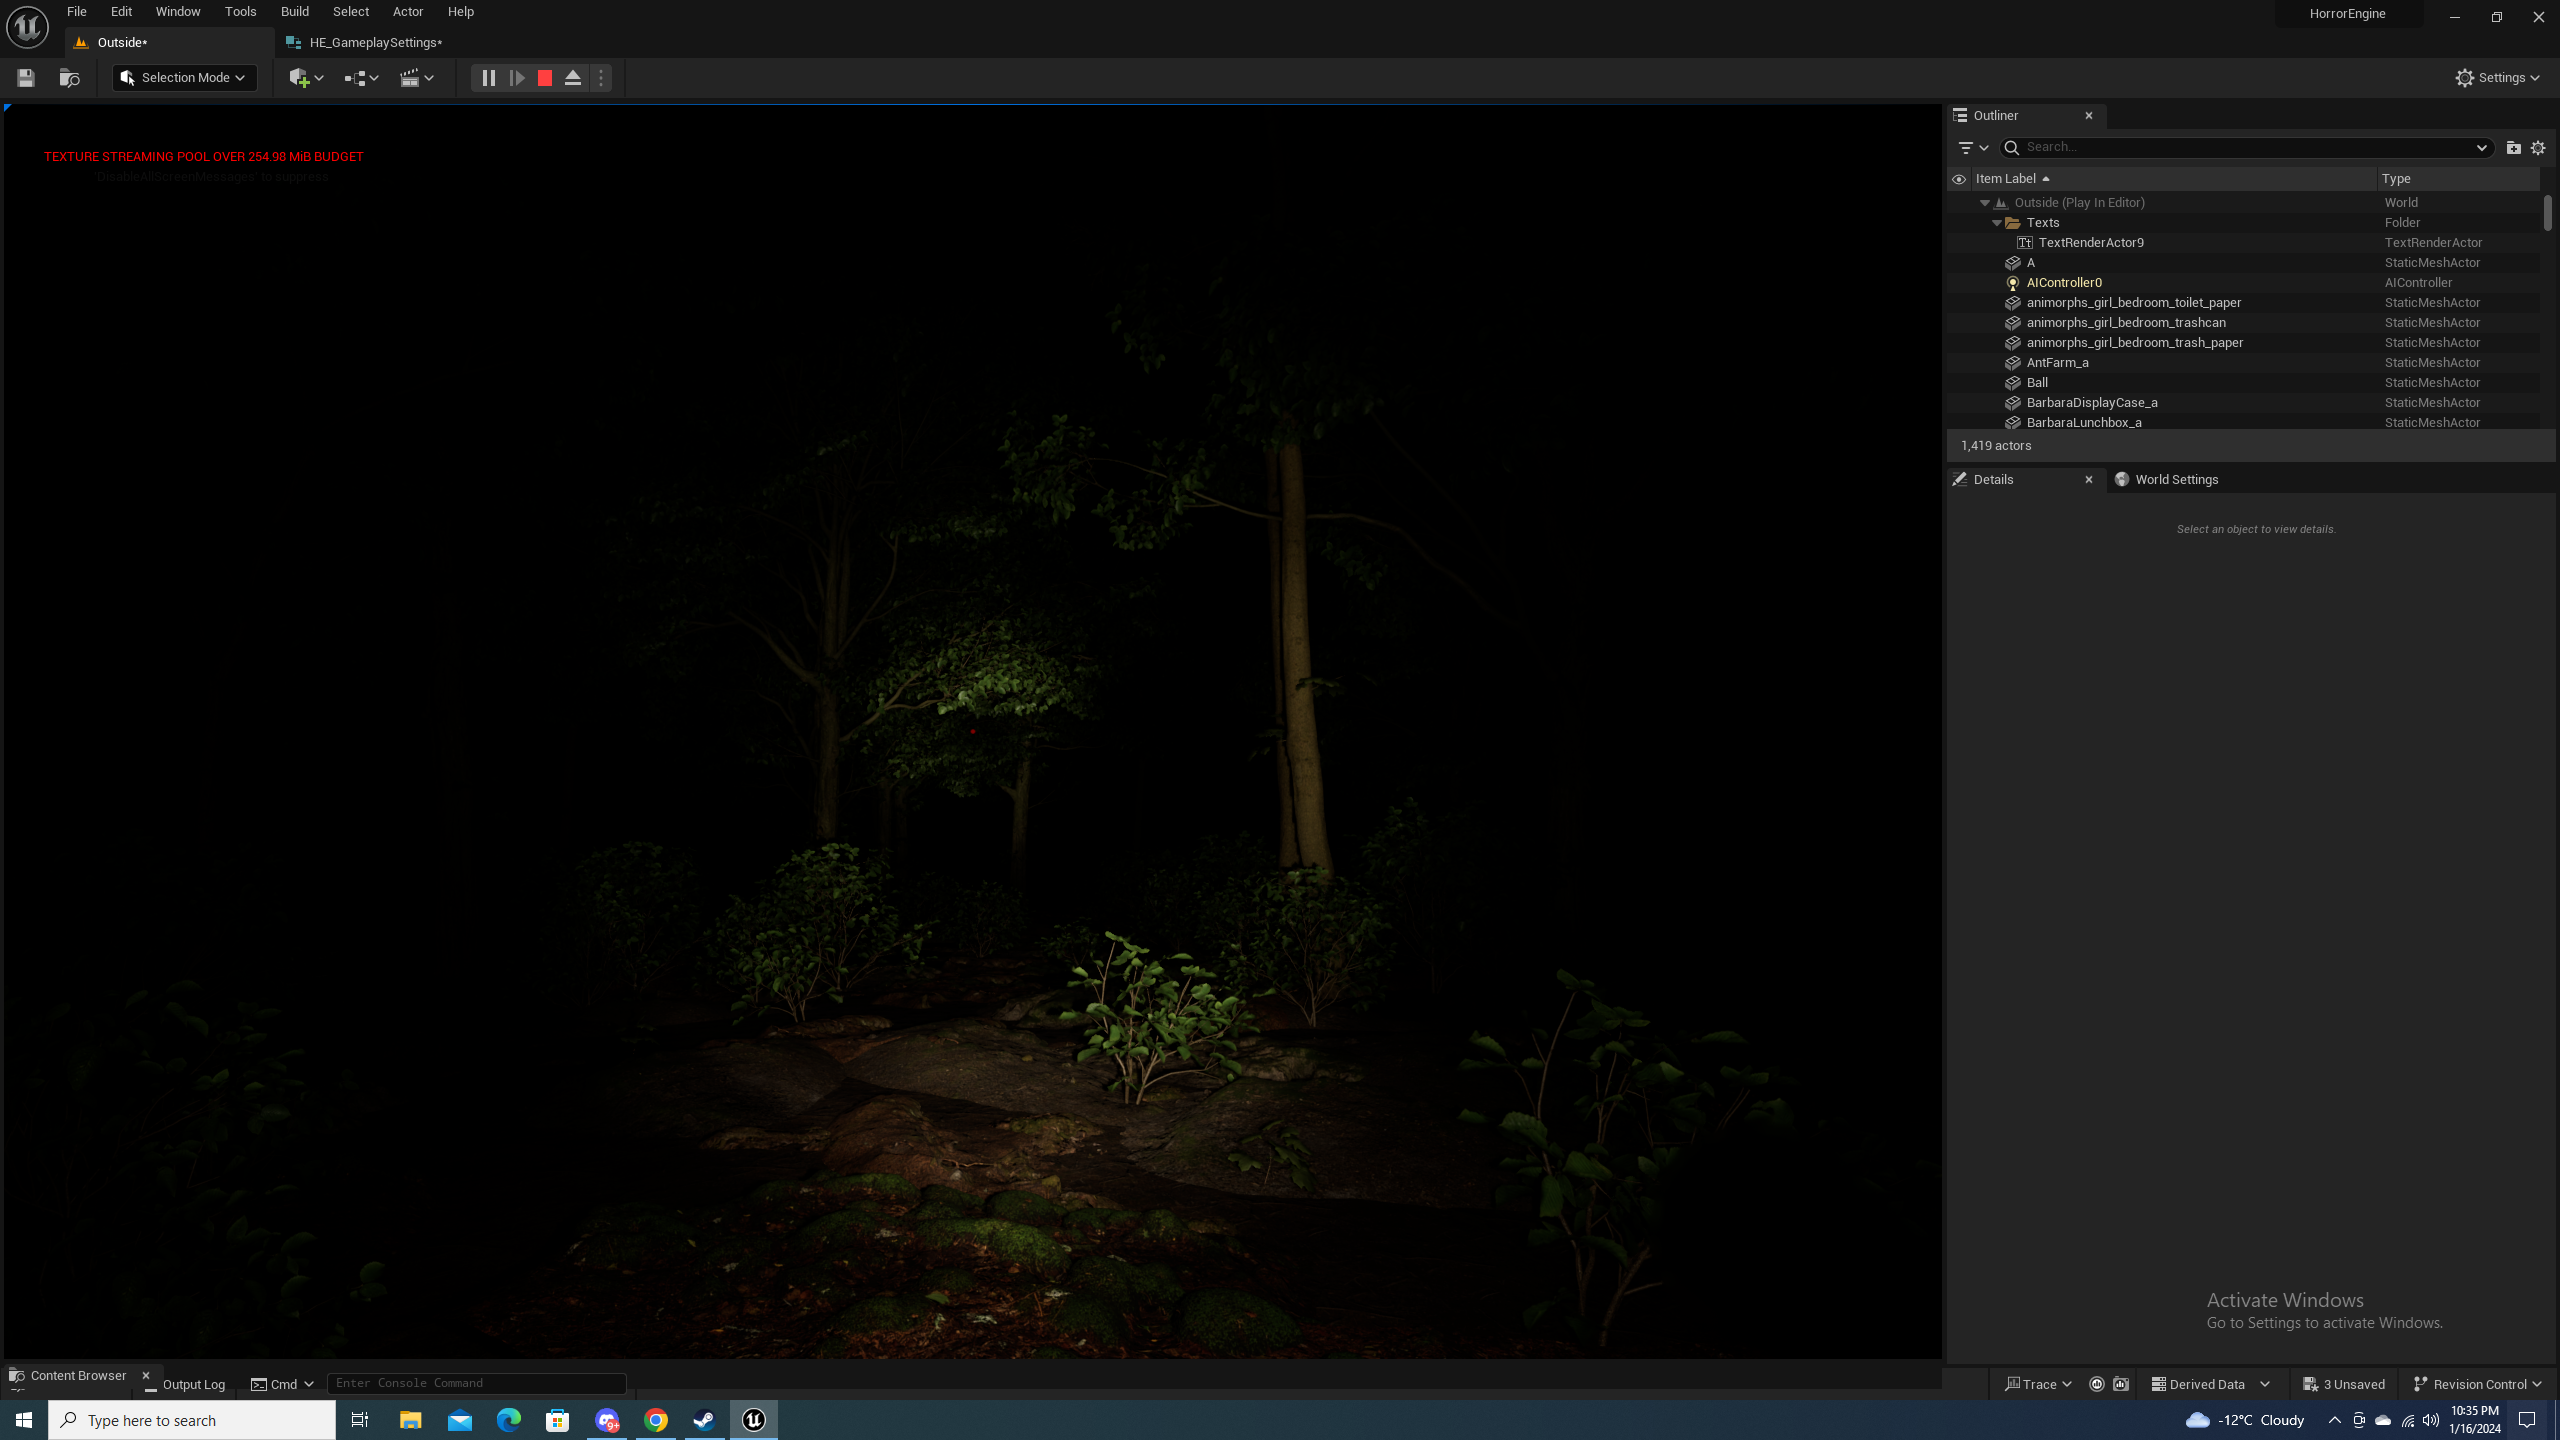 File Edit Window Tools Build Select Actor Help
HorrorEngine
Outside*
HE_GameplaySettings*
Selection Mode
Settings
TEXTURE STREAMING POOL OVER 254.98 MiB BUDGET
'DisableAllScreenMessages' to suppress
Outliner
Search...
Item Label Type
Outside (Play In Editor) World
Texts Folder
TextRenderActor9 TextRenderActor
A StaticMeshActor
AIController0 AIController
animorphs_girl_bedroom_toilet_paper StaticMeshActor
animorphs_girl_bedroom_trashcan StaticMeshActor
animorphs_girl_bedroom_trash_paper StaticMeshActor
AntFarm_a StaticMeshActor
Ball StaticMeshActor
BarbaraDisplayCase_a StaticMeshActor
BarbaraLunchbox_a StaticMeshActor
1,419 actors
Details World Settings
Select an object to view details.
Activate Windows
Go to Settings to activate Windows.
Content Browser
Output Log
Cmd
Enter Console Command
Trace
Derived Data
3 Unsaved
Revision Control
Type here to search
9+
-12°C Cloudy
10:35 PM
1/16/2024